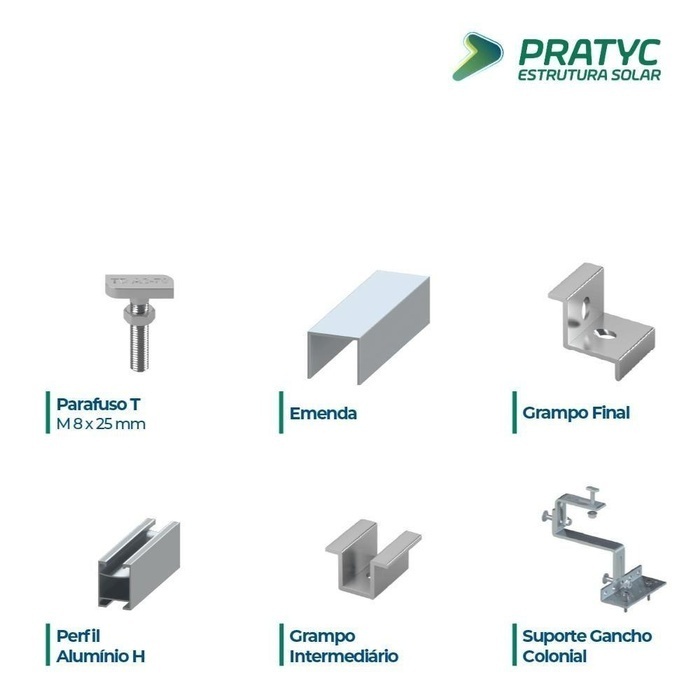 PRATYC
ESTRUTURA SOLAR
Parafuso T
M 8 x 25 mm
Emenda
Grampo Final
Perfil
Alumínio H
Grampo
Intermediário
Suporte Gancho
Colonial